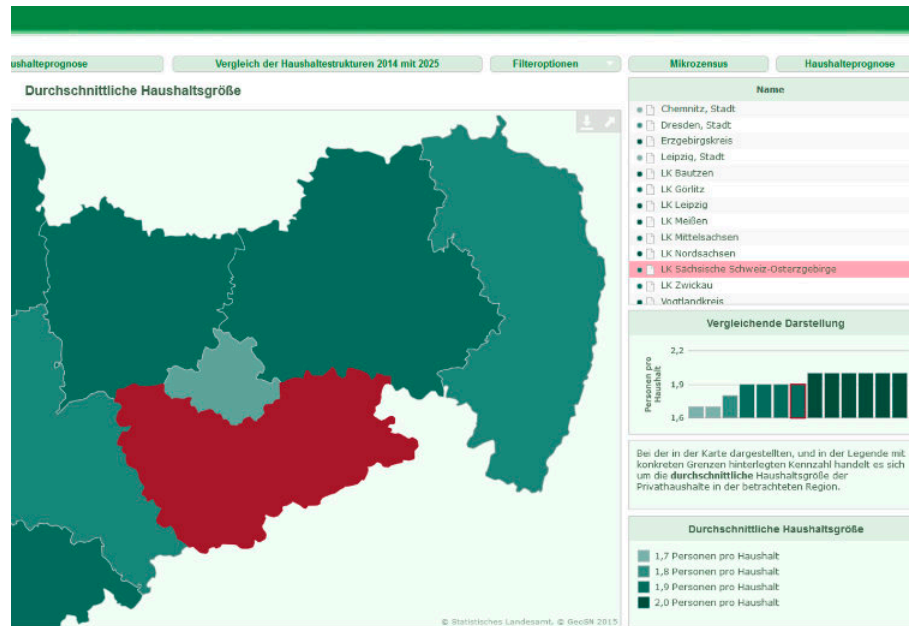 ushalteprognose
Vergleich der Haushaltestrukturen 2014 mit 2025
Filteroptionen
Mikrozensus
Haushalteprognose
Durchschnittliche Haushaltsgröße
Name
Chemnitz, Stadt
Dresden, Stadt
Erzgebirgskreis
Leipzig, Stadt
LK Bautzen
LK Görlitz
LK Leipzig
LK Meißen
LK Mittelsachsen
LK Nordsachsen
LK Sächsische Schweiz-Osterzgebirge
LK Zwickau
Vogtlandkreis
Vergleichende Darstellung
Personen pro
Haushalt
2,2
1,9
1,6
Bei der in der Karte dargestellten, und in der Legende mit
konkreten Grenzen hinterlegten Kennzahl handelt es sich
um die durchschnittliche Haushaltsgröße der
Privathaushalte in der betrachteten Region.
Durchschnittliche Haushaltsgröße
1,7 Personen pro Haushalt
1,8 Personen pro Haushalt
1,9 Personen pro Haushalt
2,0 Personen pro Haushalt
© Statistisches Landesamt, © GeoSN 2015